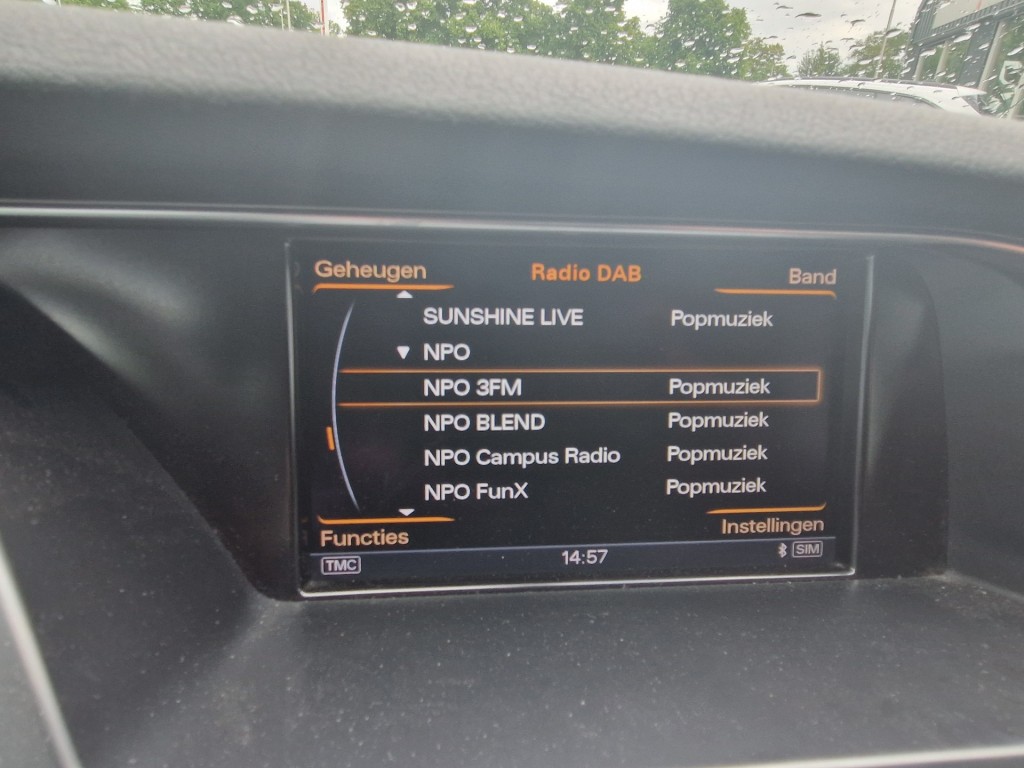 Geheugen Radio DAB Band
SUNSHINE LIVE Popmuziek
▼ NPO
NPO 3FM Popmuziek
NPO BLEND Popmuziek
NPO Campus Radio Popmuziek
NPO FunX Popmuziek
Functies Instellingen
TMC 14:57 SIM